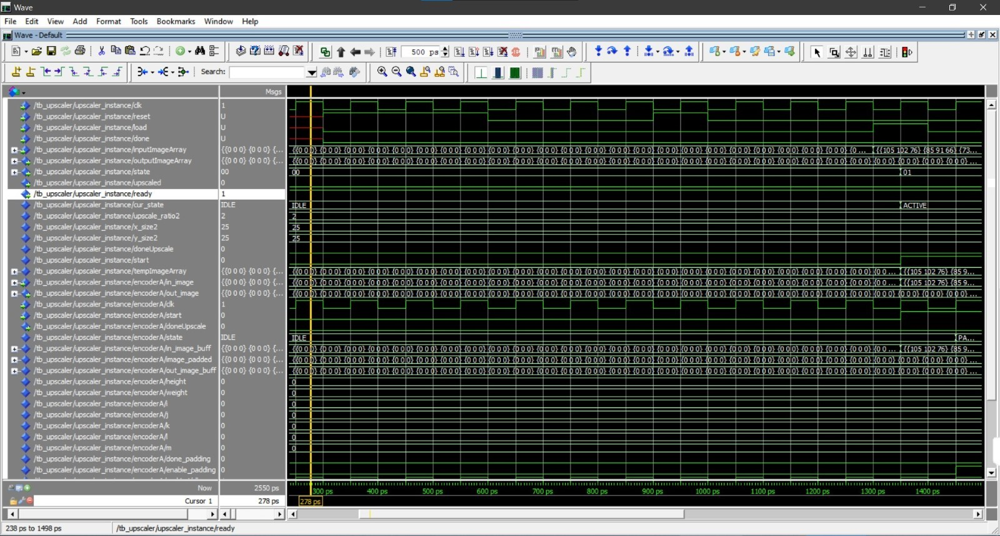 Wave
File Edit View Add Format Tools Bookmarks Window Help
Wave - Default
500 ps
Search:
Msgs
/tb_upscaler/upscaler_instance/clk 1
/tb_upscaler/upscaler_instance/reset U
/tb_upscaler/upscaler_instance/load U
/tb_upscaler/upscaler_instance/done U
/tb_upscaler/upscaler_instance/inputImageArray {{0 0 0} {0 0 0} {... {{0 0 0} {0 0 0} {0 0 0} {0 0 0} {0 0 0} {0 0 0} {0 0 0} {0 0 0} {0 0 0} {0 0 0} {0 0 0} {0 0 0} {0 0 0} {0 0 0} {0 0 0} {0 0 0} {0 0 0} {0 0 0} {0 0 0} {0 0 0} {0 ... {{105 102 76} {85 91 66} {73...
/tb_upscaler/upscaler_instance/outputImageArray {{0 0 0} {0 0 0} {... {{0 0 0} {0 0 0} {0 0 0} {0 0 0} {0 0 0} {0 0 0} {0 0 0} {0 0 0} {0 0 0} {0 0 0} {0 0 0} {0 0 0} {0 0 0} {0 0 0} {0 0 0} {0 0 0} {0 0 0} {0 0 0} {0 0 0} {0 0 0} {0 0 0} {0 0 0} {0 0 0} {0 0 0} {0 0 0} ...
/tb_upscaler/upscaler_instance/state 00 00 01
/tb_upscaler/upscaler_instance/upscaled 0
/tb_upscaler/upscaler_instance/ready 1
/tb_upscaler/upscaler_instance/cur_state IDLE IDLE ACTIVE
/tb_upscaler/upscaler_instance/upscale_ratio2 2 2
/tb_upscaler/upscaler_instance/x_size2 25 25
/tb_upscaler/upscaler_instance/y_size2 25 25
/tb_upscaler/upscaler_instance/doneUpscale 0
/tb_upscaler/upscaler_instance/start 0
/tb_upscaler/upscaler_instance/tempImageArray {{0 0 0} {0 0 0} {... {{0 0 0} {0 0 0} {0 0 0} {0 0 0} {0 0 0} {0 0 0} {0 0 0} {0 0 0} {0 0 0} {0 0 0} {0 0 0} {0 0 0} {0 0 0} {0 0 0} {0 0 0} {0 0 0} {0 0 0} {0 0 0} {0 0 0} {0 0 0} {0 0 0} {0 0 ... {{105 102 76} {85 9...
/tb_upscaler/upscaler_instance/encoderA/in_image {{0 0 0} {0 0 0} {... {{0 0 0} {0 0 0} {0 0 0} {0 0 0} {0 0 0} {0 0 0} {0 0 0} {0 0 0} {0 0 0} {0 0 0} {0 0 0} {0 0 0} {0 0 0} {0 0 0} {0 0 0} {0 0 0} {0 0 0} {0 0 0} {0 0 0} {0 0 0} {0 0 0} {0 0 ... {{105 102 76} {85 9...
/tb_upscaler/upscaler_instance/encoderA/out_image {{0 0 0} {0 0 0} {... {{0 0 0} {0 0 0} {0 0 0} {0 0 0} {0 0 0} {0 0 0} {0 0 0} {0 0 0} {0 0 0} {0 0 0} {0 0 0} {0 0 0} {0 0 0} {0 0 0} {0 0 0} {0 0 0} {0 0 0} {0 0 0} {0 0 0} {0 0 0} {0 0 0} {0 0 0} {0 0 0} {0 0 0} {0 0 0} ...
/tb_upscaler/upscaler_instance/encoderA/clk 1
/tb_upscaler/upscaler_instance/encoderA/start 0
/tb_upscaler/upscaler_instance/encoderA/doneUpscale 0
/tb_upscaler/upscaler_instance/encoderA/state IDLE IDLE PA...
/tb_upscaler/upscaler_instance/encoderA/in_image_buff {{0 0 0} {0 0 0} {... {{0 0 0} {0 0 0} {0 0 0} {0 0 0} {0 0 0} {0 0 0} {0 0 0} {0 0 0} {0 0 0} {0 0 0} {0 0 0} {0 0 0} {0 0 0} {0 0 0} {0 0 0} {0 0 0} {0 0 0} {0 0 0} {0 0 0} {0 0 0} {0 0 0} {0 0 ... {{105 102 76} {85 9...
/tb_upscaler/upscaler_instance/encoderA/image_padded {{0 0 0} {0 0 0} {... {{0 0 0} {0 0 0} {0 0 0} {0 0 0} {0 0 0} {0 0 0} {0 0 0} {0 0 0} {0 0 0} {0 0 0} {0 0 0} {0 0 0} {0 0 0} {0 0 0} {0 0 0} {0 0 0} {0 0 0} {0 0 0} {0 0 0} {0 0 0} {0 0 0} {0 0 0} {0 0 0} {0 0 0} {0 0 0} ...
/tb_upscaler/upscaler_instance/encoderA/out_image_buff {{0 0 0} {0 0 0} {... {{0 0 0} {0 0 0} {0 0 0} {0 0 0} {0 0 0} {0 0 0} {0 0 0} {0 0 0} {0 0 0} {0 0 0} {0 0 0} {0 0 0} {0 0 0} {0 0 0} {0 0 0} {0 0 0} {0 0 0} {0 0 0} {0 0 0} {0 0 0} {0 0 0} {0 0 0} {0 0 0} {0 0 0} {0 0 0} ...
/tb_upscaler/upscaler_instance/encoderA/height 0 0
/tb_upscaler/upscaler_instance/encoderA/weight 0 0
/tb_upscaler/upscaler_instance/encoderA/i 0 0
/tb_upscaler/upscaler_instance/encoderA/j 0 0
/tb_upscaler/upscaler_instance/encoderA/k 0 0
/tb_upscaler/upscaler_instance/encoderA/l 0 0
/tb_upscaler/upscaler_instance/encoderA/m 0 0
/tb_upscaler/upscaler_instance/encoderA/done_padding 0
/tb_upscaler/upscaler_instance/encoderA/enable_padding 0
Now 2550 ps 300 ps 400 ps 500 ps 600 ps 700 ps 800 ps 900 ps 1000 ps 1100 ps 1200 ps 1300 ps 1400 ps
Cursor 1 278 ps 278 ps
238 ps to 1498 ps /tb_upscaler/upscaler_instance/ready